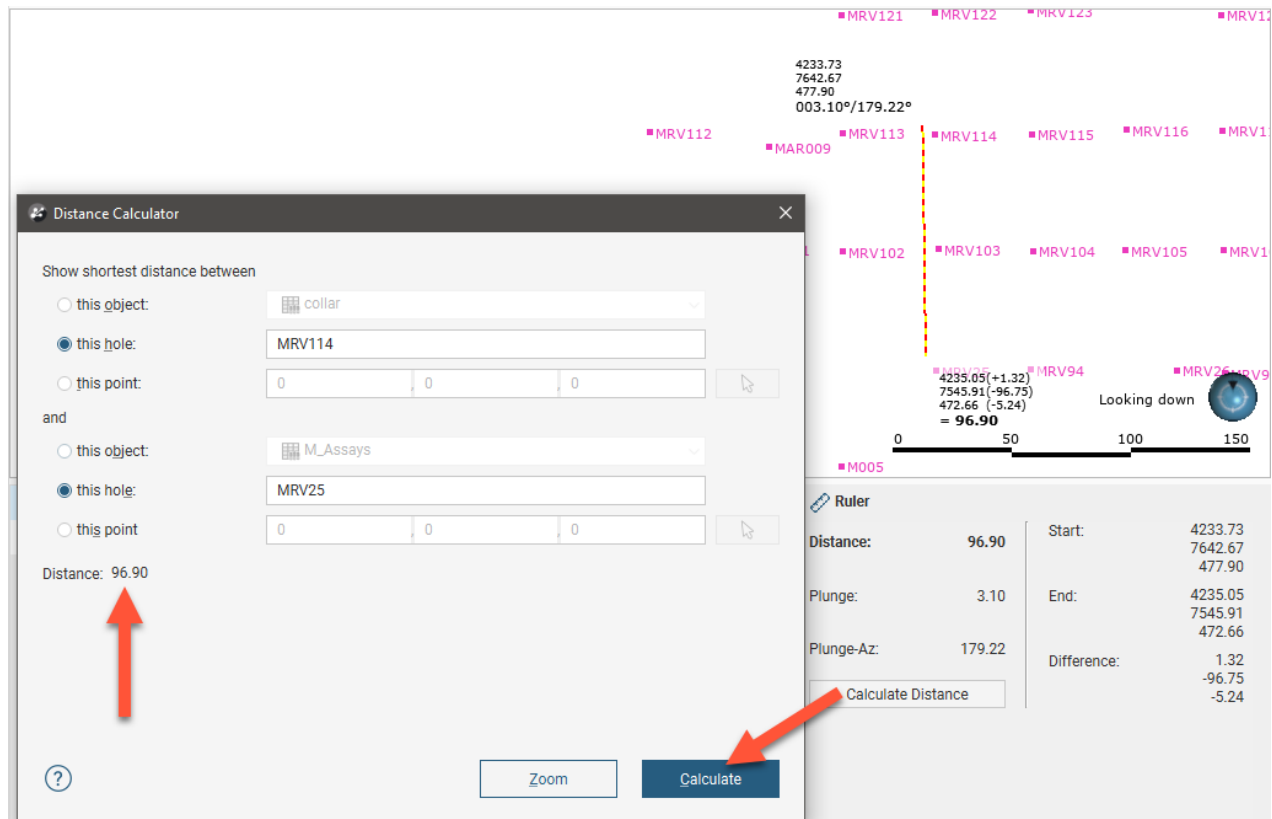 MRV121
MRV122
MRV123
4233.73
7642.67
477.90
003.10°/179.22°
MRV112
MAR009
MRV113
MRV114
MRV115
MRV116
MRV102
MRV103
MRV104
MRV105
MRV25
MRV94
MRV26
4235.05(+1.32)
7545.91(-96.75)
472.66 (-5.24)
= 96.90
Looking down
0 50 100 150
M005
Distance Calculator
Show shortest distance between
this object: collar
this hole: MRV114
this point: 0 , 0 , 0
and
this object: M_Assays
this hole: MRV25
this point 0 , 0 , 0
Distance: 96.90
? Zoom Calculate
Ruler
Distance: 96.90
Plunge: 3.10
Plunge-Az: 179.22
Calculate Distance
Start: 4233.73
7642.67
477.90
End: 4235.05
7545.91
472.66
Difference: 1.32
-96.75
-5.24